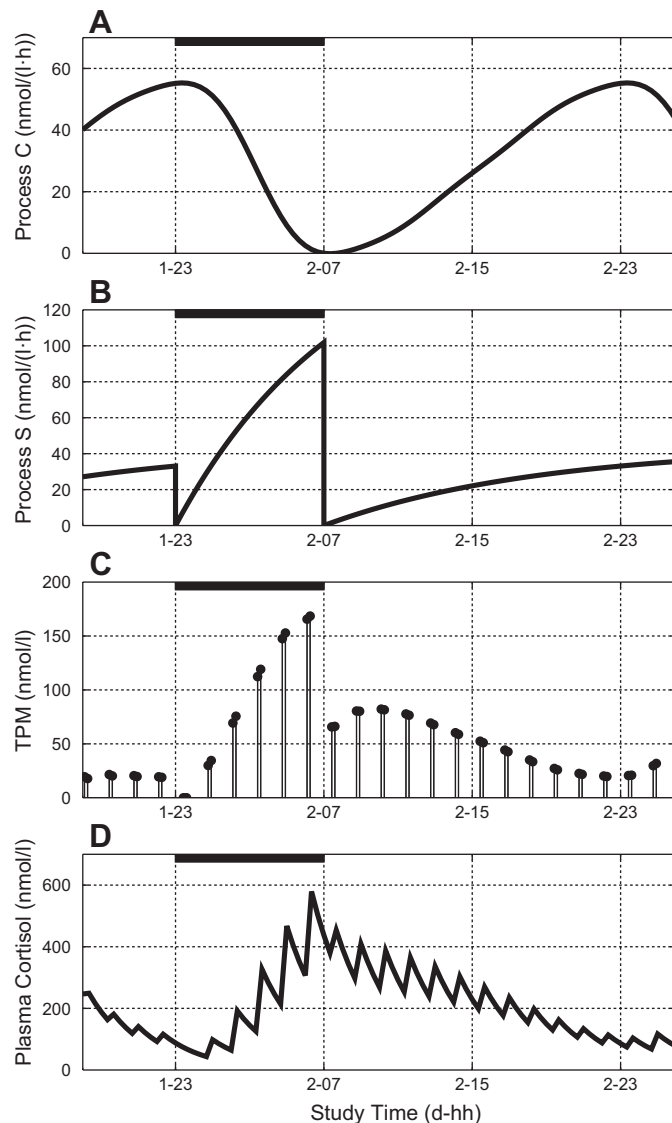 A
Process C (nmol/(l·h))
60
40
20
0
1-23 2-07 2-15 2-23
B
Process S (nmol/(l·h))
120
100
80
60
40
20
0
1-23 2-07 2-15 2-23
C
TPM (nmol/l)
200
150
100
50
0
1-23 2-07 2-15 2-23
D
Plasma Cortisol (nmol/l)
600
400
200
0
1-23 2-07 2-15 2-23
Study Time (d-hh)